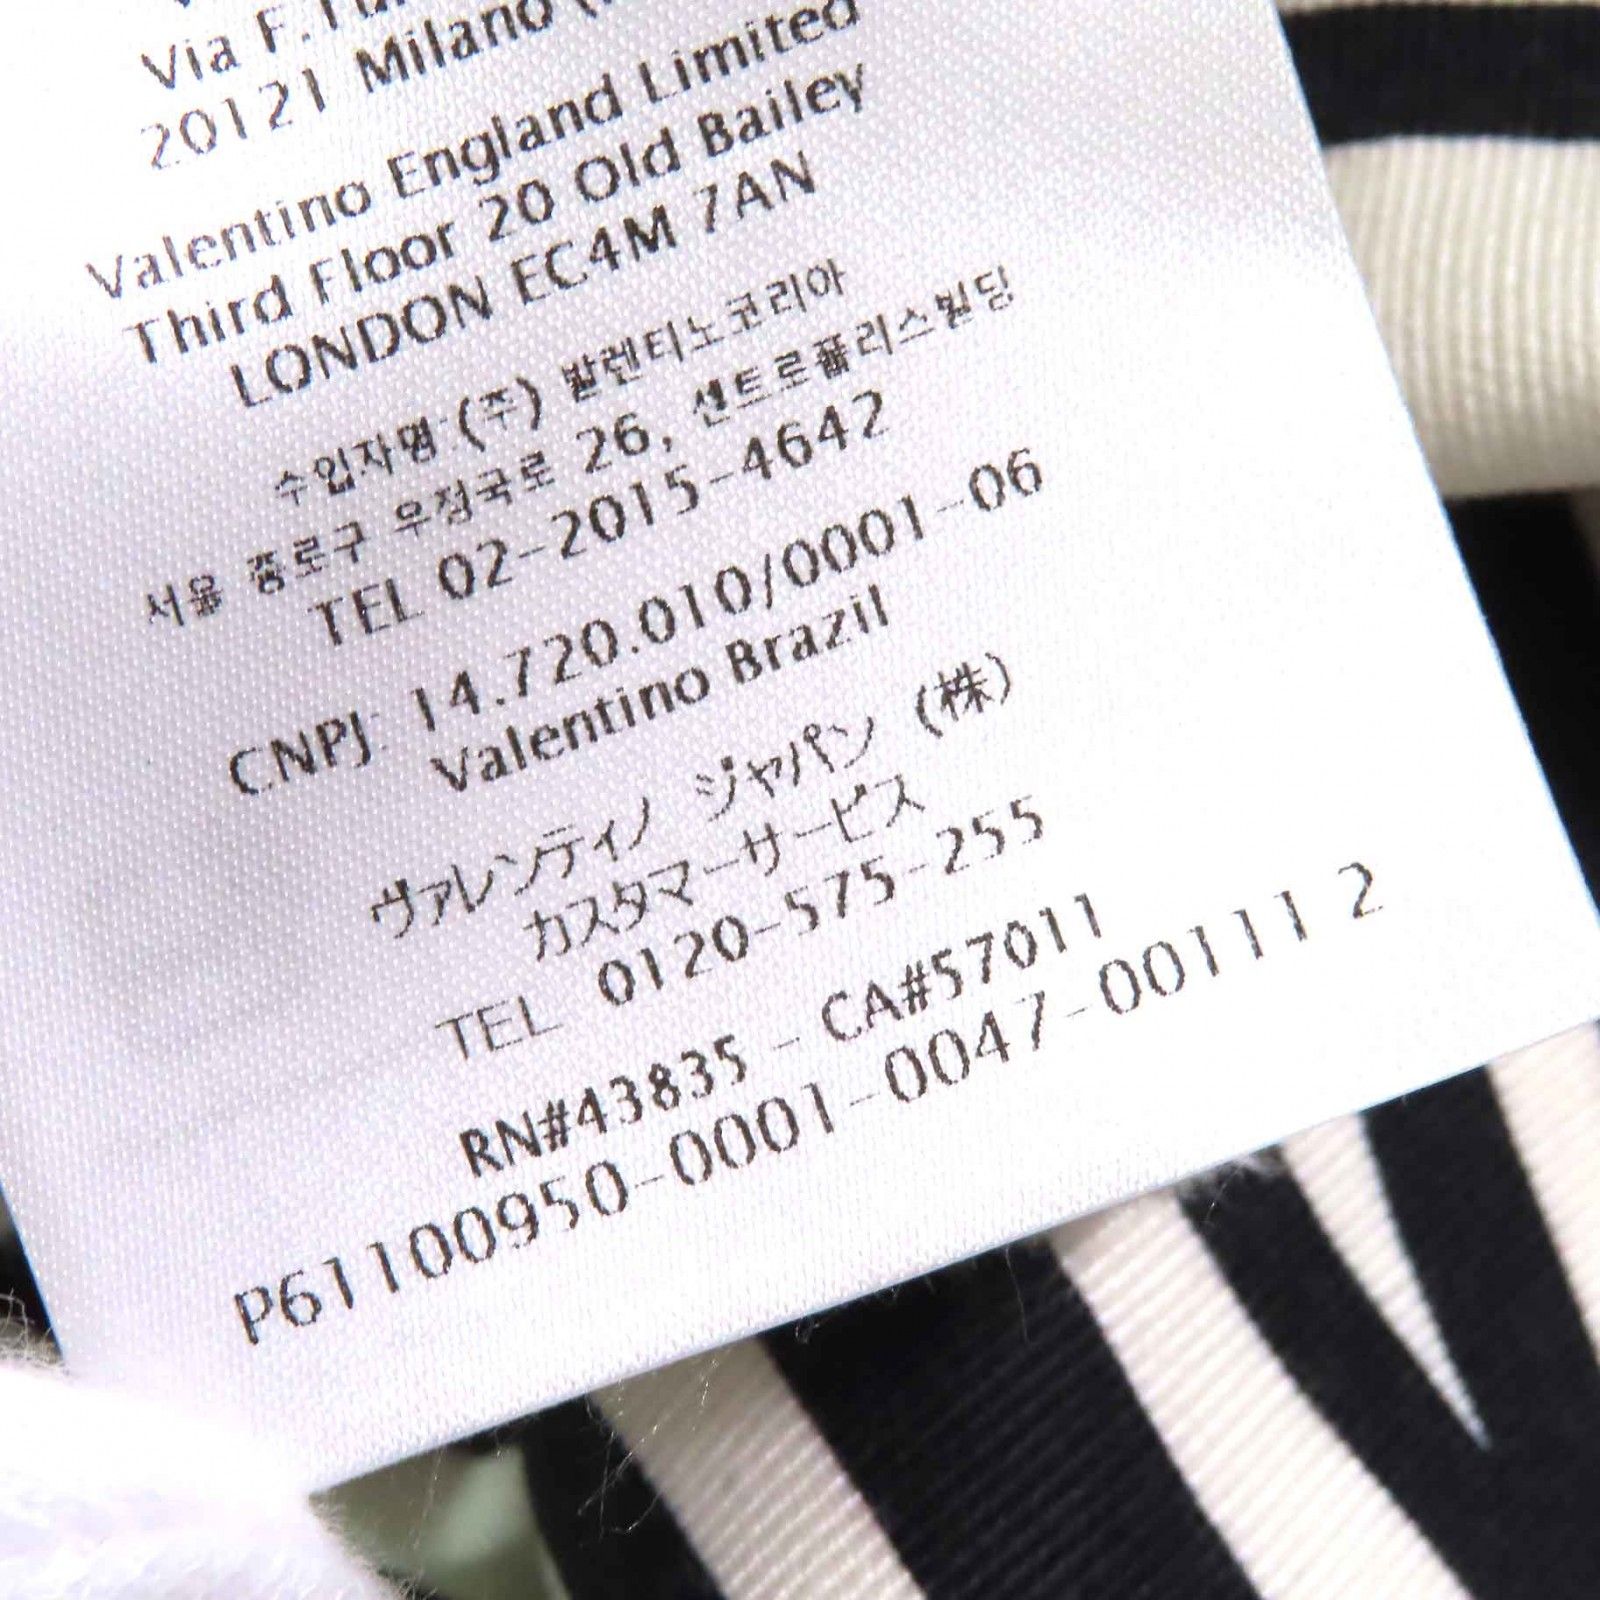 Via F.
20121 Milano
Valentino England Limited
Third Floor 20 Old Bailey
LONDON EC4M 7AN
수입자명:(주) 발렌티노코리아
서울 종로구 우정국로 26, 센트로폴리스빌딩
TEL 02-2015-4642
CNPJ: 14.720.010/0001-06
Valentino Brazil
ヴァレンティノ ジャパン (株)
カスタマーサービス
TEL 0120-575-255
RN#43835 - CA#57011
P61100950-0001-0047-00111 2